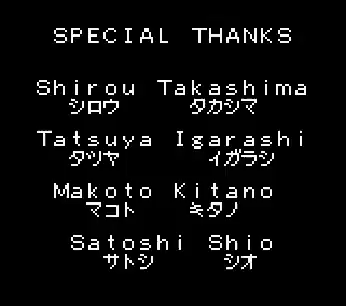 SPECIAL THANKS
Shirou Takashima
シロウ タカシマ
Tatsuya Igarashi
タツヤ イガラシ
Makoto Kitano
マコト キタノ
Satoshi Shio
サトシ シオ